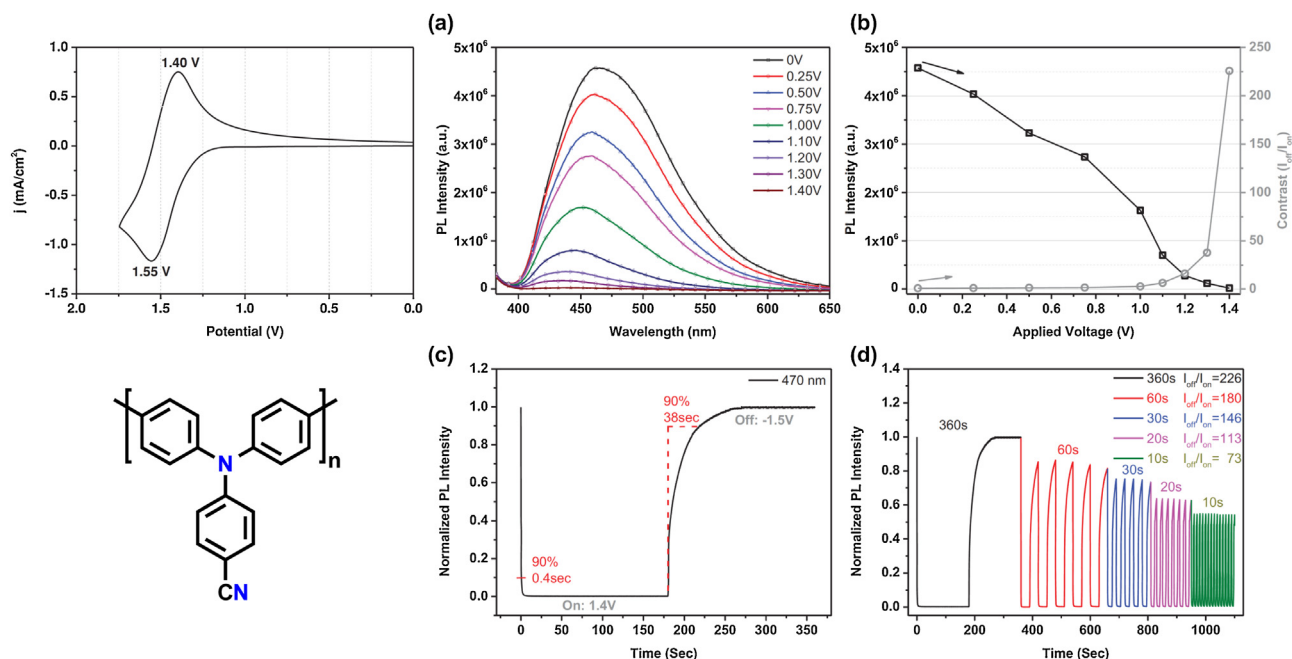 1.0
0.5
0.0
-0.5
-1.0
-1.5
j (mA/cm²)
1.40 V
1.55 V
2.0 1.5 1.0 0.5 0.0
Potential (V)
(a)
5x10⁶
4x10⁶
3x10⁶
2x10⁶
1x10⁶
0
PL Intensity (a.u.)
0V
0.25V
0.50V
0.75V
1.00V
1.10V
1.20V
1.30V
1.40V
400 450 500 550 600 650
Wavelength (nm)
(b)
5x10⁶
4x10⁶
3x10⁶
2x10⁶
1x10⁶
0
PL Intensity (a.u.)
250
200
150
100
50
0
Contrast (I_off/I_on)
0.0 0.2 0.4 0.6 0.8 1.0 1.2 1.4
Applied Voltage (V)
n
N
CN
(c)
1.2
1.0
0.8
0.6
0.4
0.2
0.0
Normalized PL Intensity
470 nm
90%
38sec
Off: -1.5V
90%
0.4sec
On: 1.4V
0 50 100 150 200 250 300 350
Time (Sec)
(d)
1.4
1.2
1.0
0.8
0.6
0.4
0.2
0.0
Normalized PL Intensity
360s I_off/I_on=226
60s I_off/I_on=180
30s I_off/I_on=146
20s I_off/I_on=113
10s I_off/I_on= 73
360s
60s
30s
20s
10s
0 200 400 600 800 1000
Time (Sec)